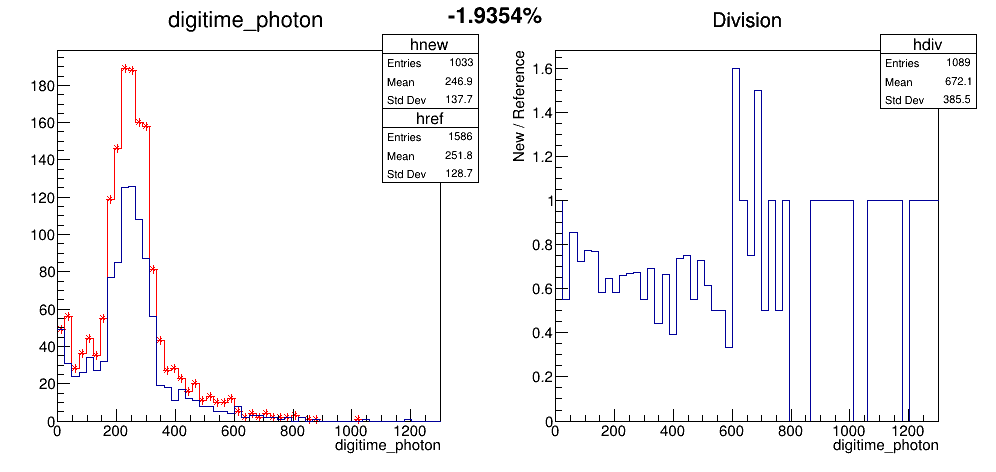 digitime_photon
-1.9354%
Division
hnew
Entries 1033
Mean 246.9
Std Dev 137.7
href
Entries 1586
Mean 251.8
Std Dev 128.7
180
160
140
120
100
80
60
40
20
0
0 200 400 600 800 1000 1200
digitime_photon
hdiv
Entries 1089
Mean 672.1
Std Dev 385.5
New / Reference
1.6
1.4
1.2
1
0.8
0.6
0.4
0.2
0
0 200 400 600 800 1000 1200
digitime_photon